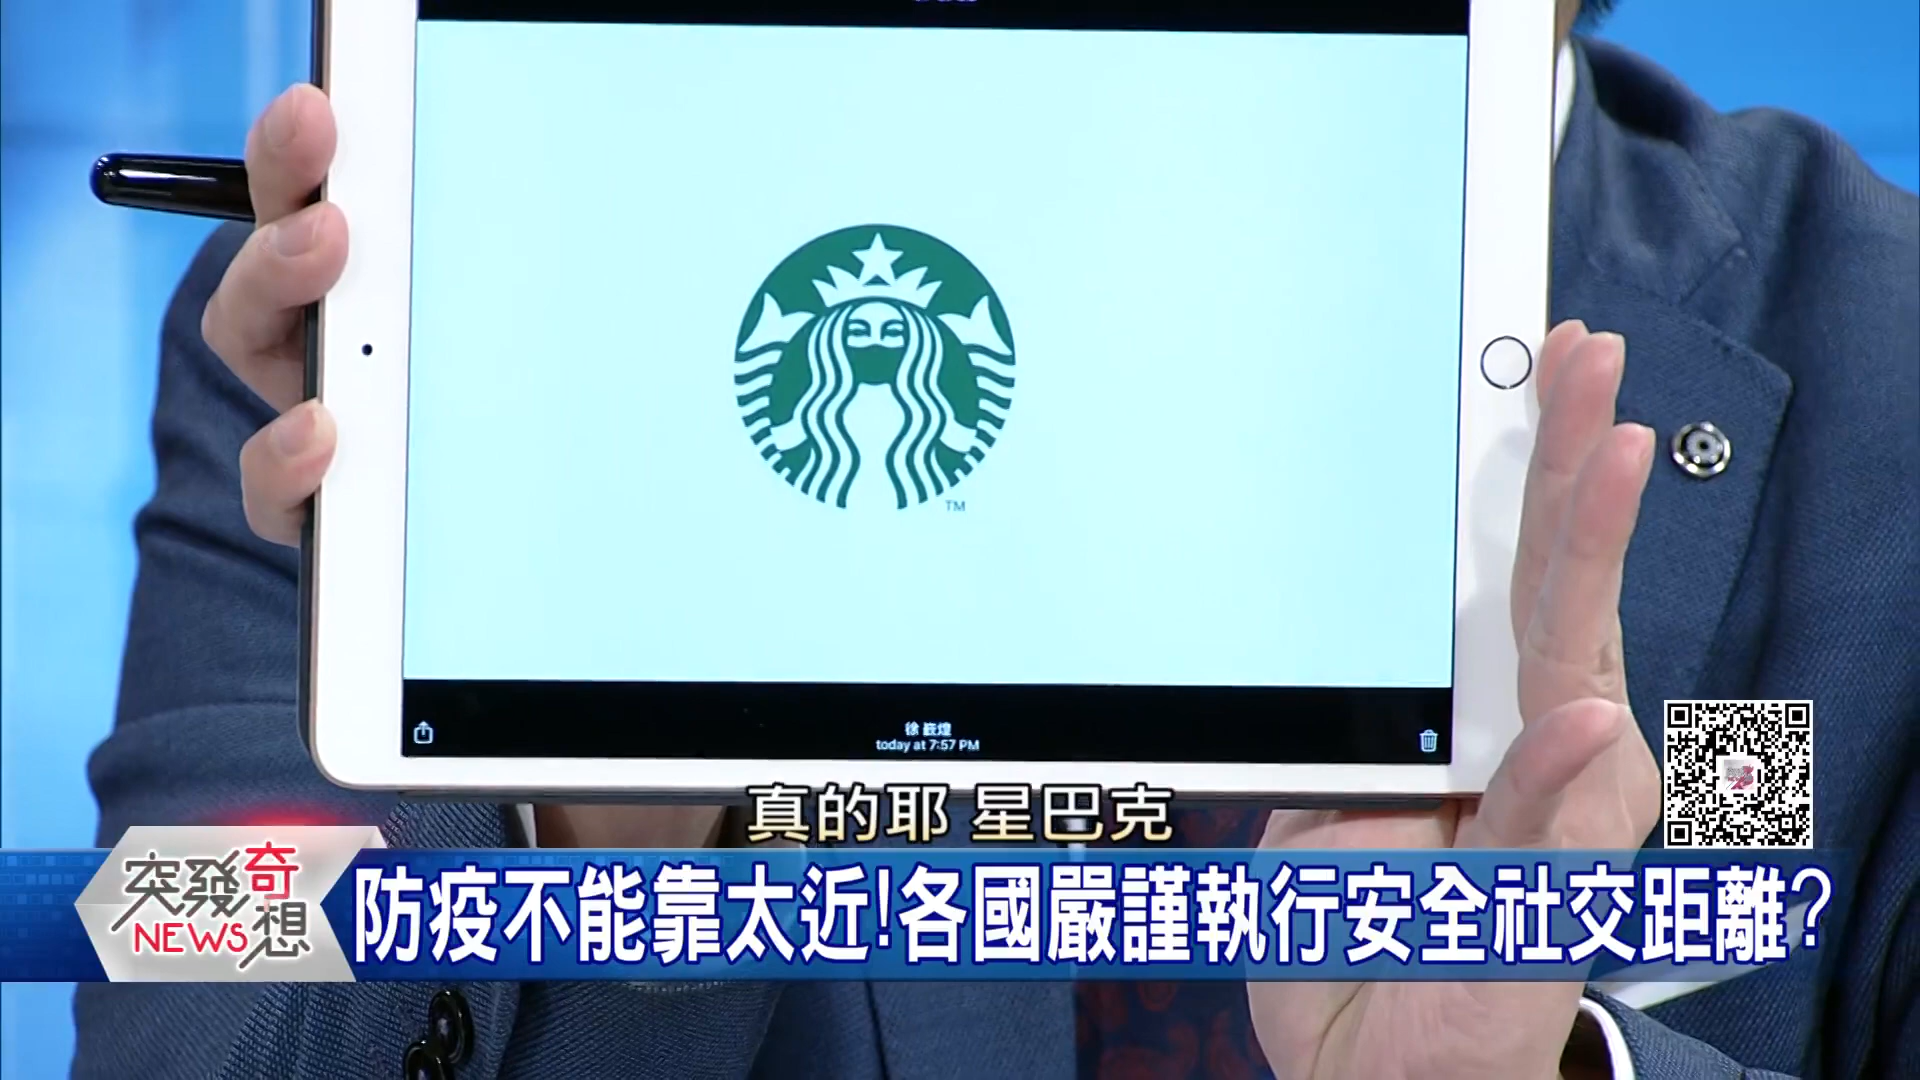 TM
徐 嶔煌
today at 7:57 PM
真的耶 星巴克
突發奇想
NEWS
防疫不能靠太近!各國嚴謹執行安全社交距離?